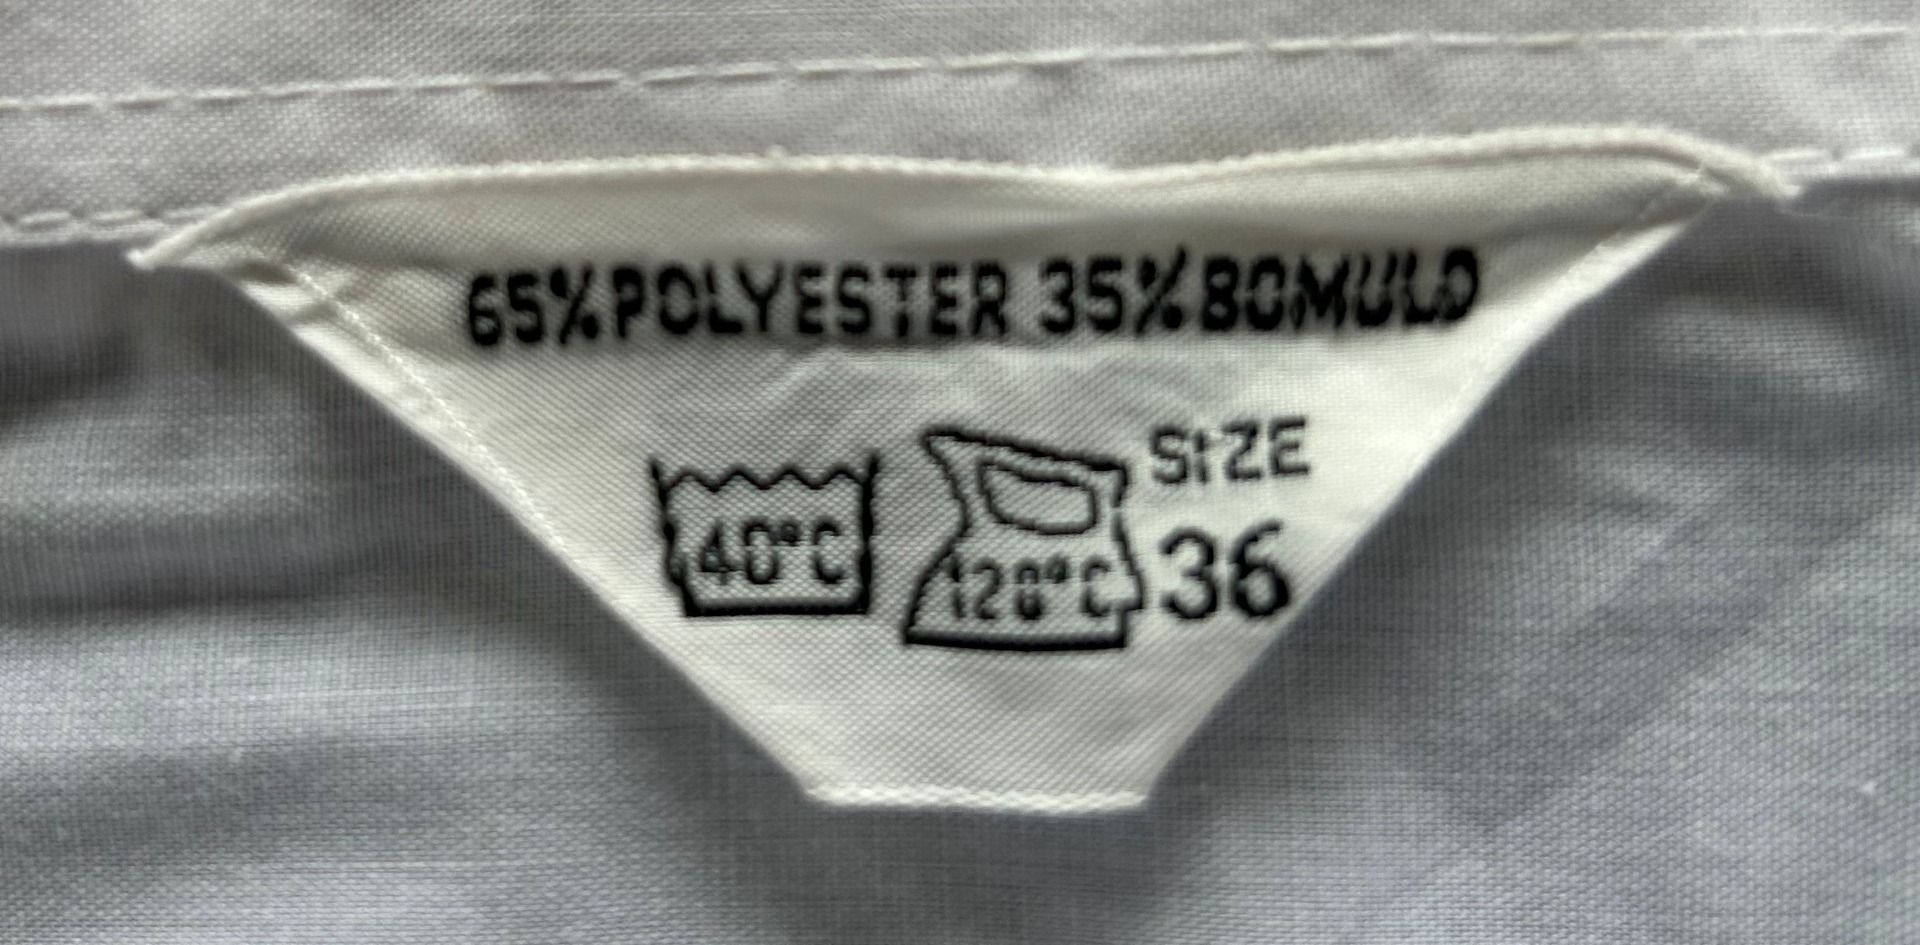 65% POLYESTER 35% BOMULD
40°C
120°C
SIZE
36